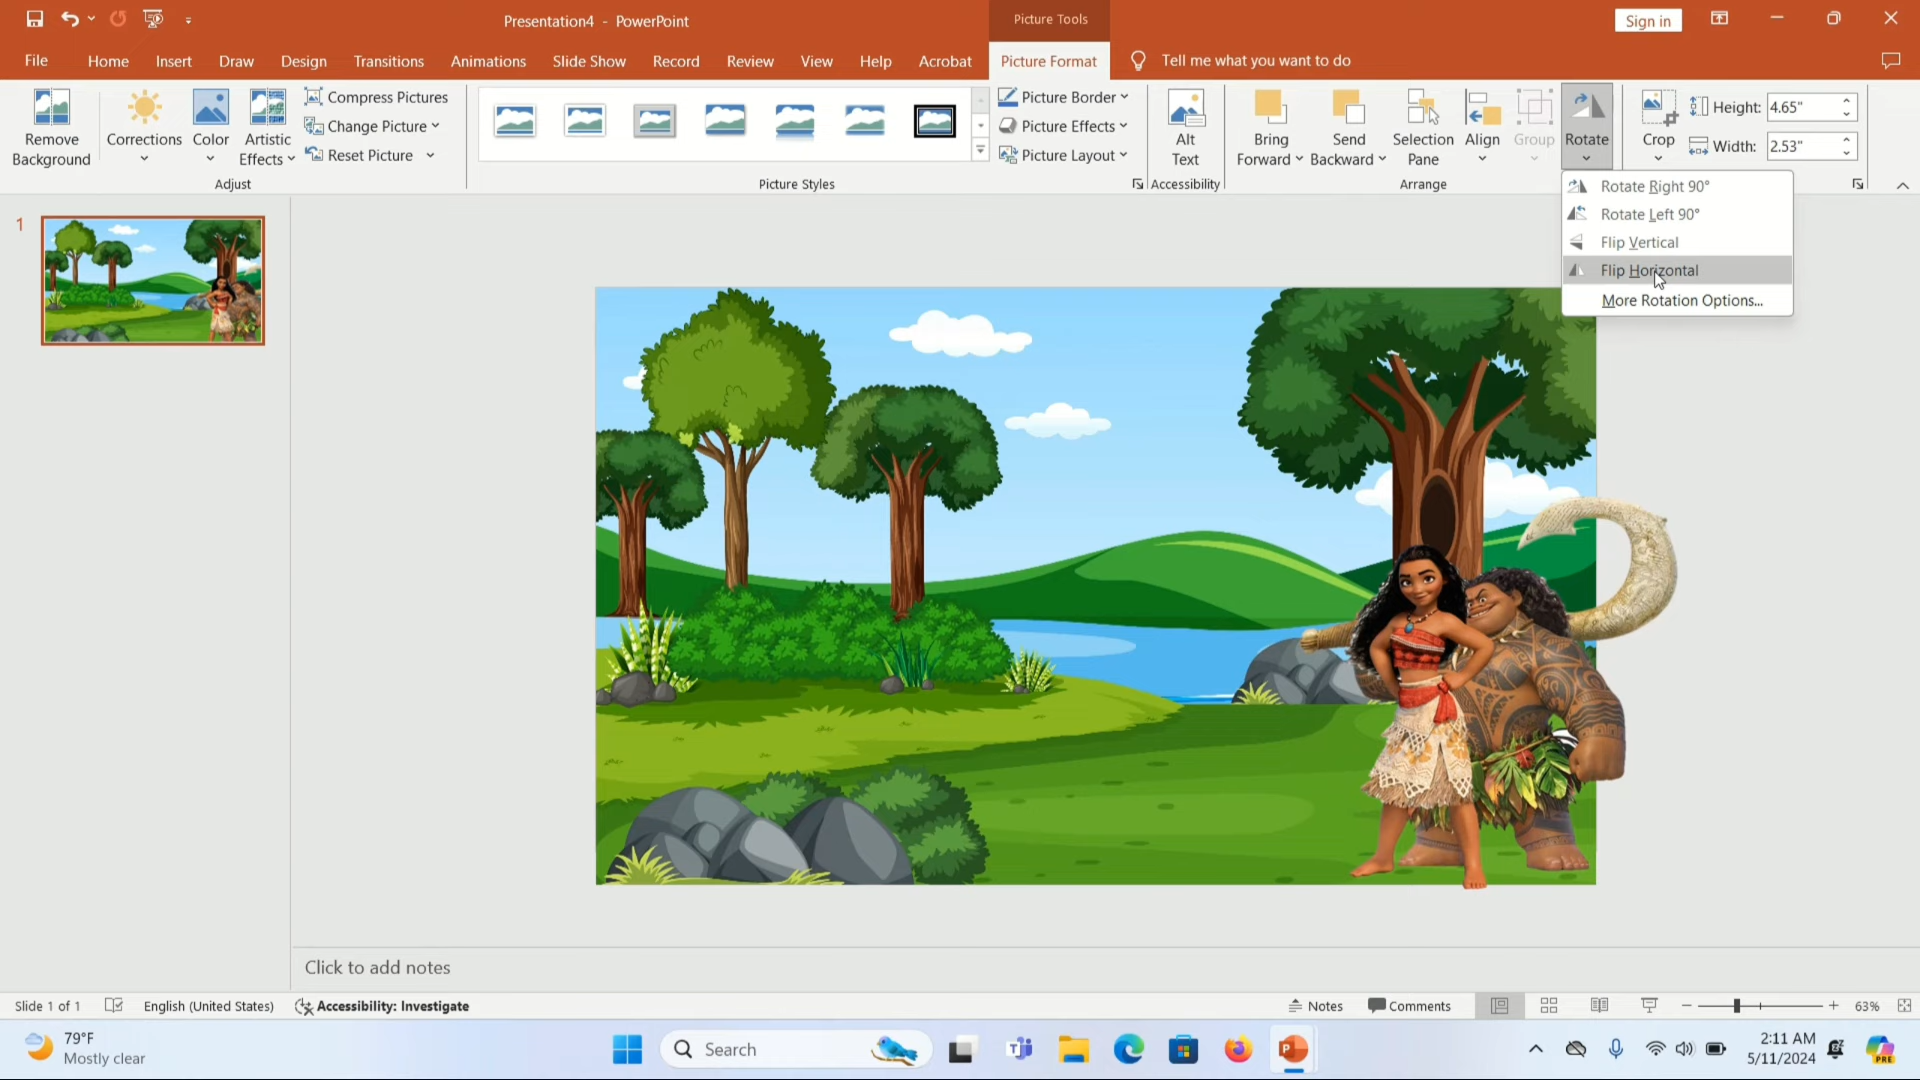 Presentation4 - PowerPoint
Picture Tools
Sign in
File
Home
Insert
Draw
Design
Transitions
Animations
Slide Show
Record
Review
View
Help
Acrobat
Picture Format
Tell me what you want to do
Remove
Background
Corrections
Color
Artistic
Effects
Compress Pictures
Change Picture
Reset Picture
Adjust
Picture Styles
Picture Border
Picture Effects
Picture Layout
Alt
Text
Accessibility
Bring
Forward
Send
Backward
Selection
Pane
Align
Group
Rotate
Arrange
Crop
Height: 4.65"
Width: 2.53"
Rotate Right 90°
Rotate Left 90°
Flip Vertical
Flip Horizontal
More Rotation Options...
1
Click to add notes
Slide 1 of 1
English (United States)
Accessibility: Investigate
Notes
Comments
63%
79°F
Mostly clear
Search
2:11 AM
5/11/2024
PRE